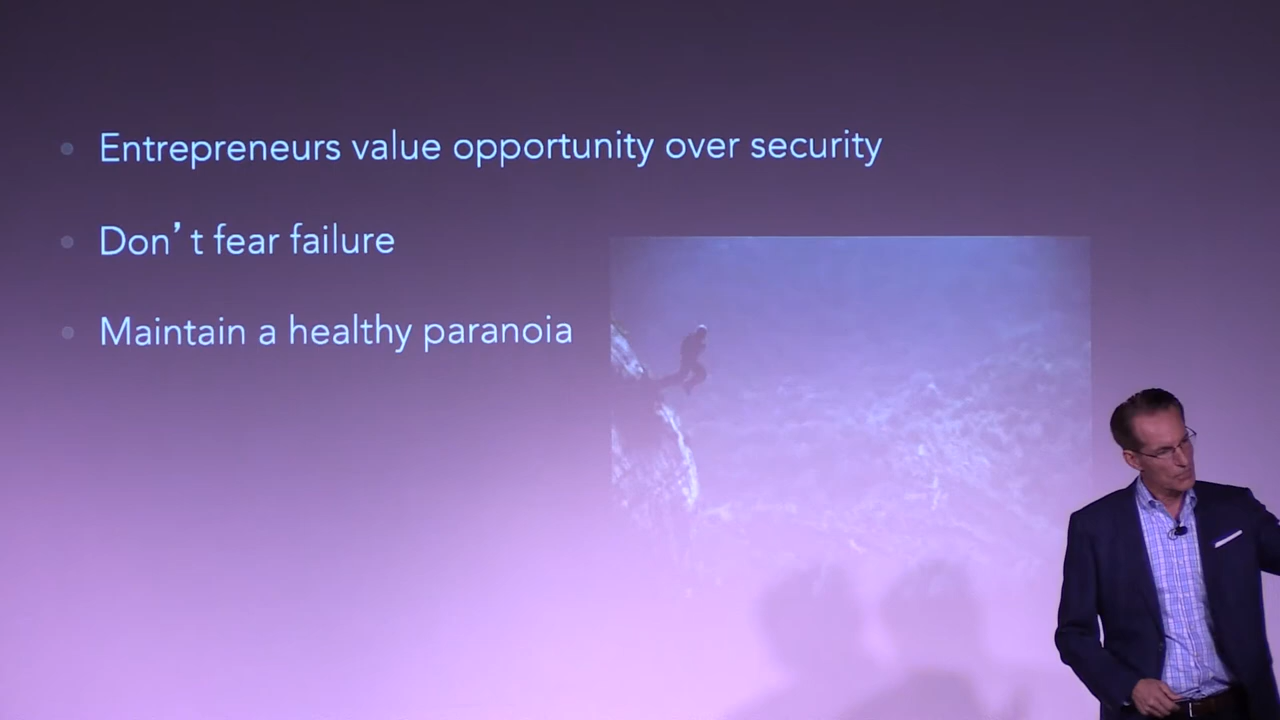 Entrepreneurs value opportunity over security
Don’t fear failure
Maintain a healthy paranoia